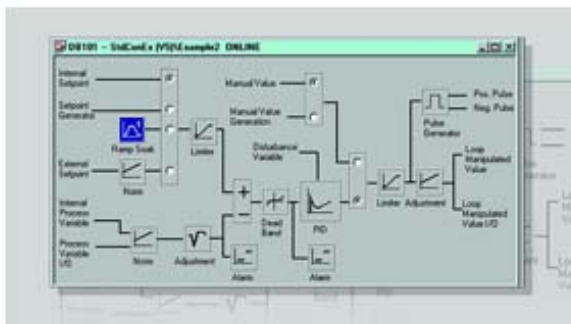 DB101 - StdConEx (VS)\Example2 ONLINE
Internal
Setpoint
Setpoint
Generator
Ramp Soak
External
Setpoint
Norm
Limiter
Internal
Process
Variable
Process
Variable I/O
Norm
Adjustment
Alarm
Dead
Band
Alarm
Manual Value
Manual Value
Generation
Disturbance
Variable
PID
Limiter
Adjustment
Pulse
Generator
Pos. Pulse
Neg. Pulse
Loop
Manipulated
Value
Loop
Manipulated
Value I/O